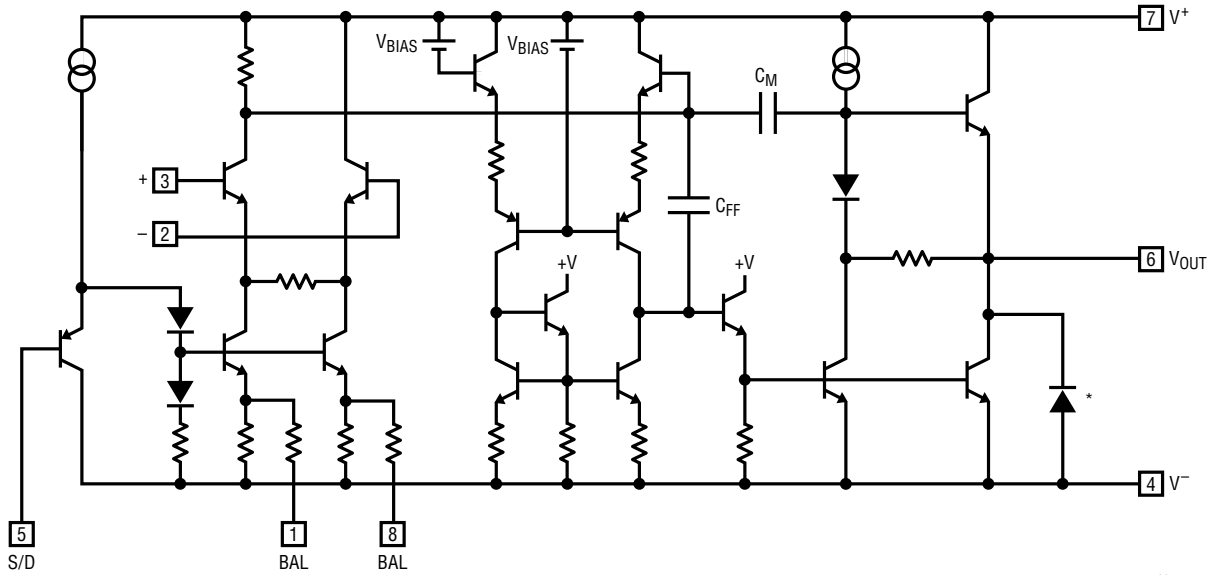 7 V+
VBIAS
VBIAS
CM
+ 3
CFF
– 2
+V
+V
6 VOUT
*
4 V–
5
1
8
S/D
BAL
BAL